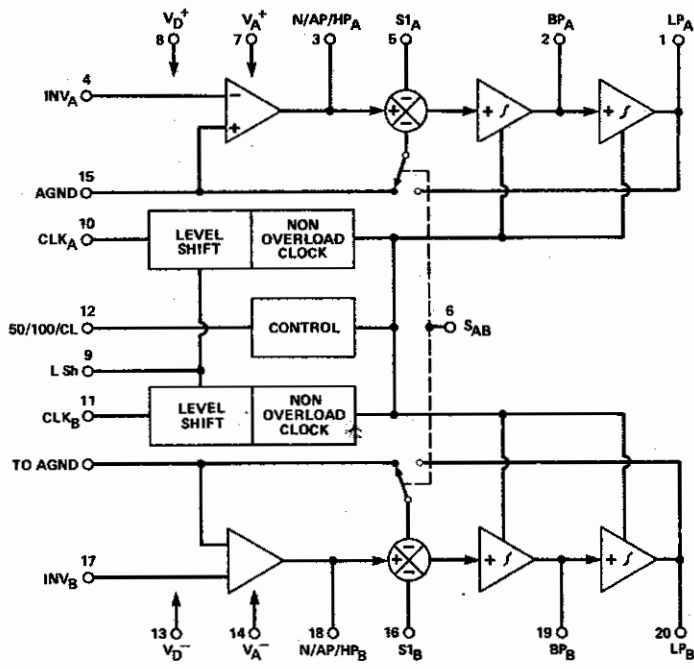 V_D^+ V_A^+ N/AP/HP_A S1_A BP_A LP_A
8 7 3 5 2 1
4
INV_A − + + − − + ∫ + ∫
15
AGND
10
CLK_A LEVEL SHIFT NON OVERLOAD CLOCK
12
50/100/CL CONTROL 6 S_AB
9
L Sh
11
CLK_B LEVEL SHIFT NON OVERLOAD CLOCK
TO AGND
17
INV_B + − − + ∫ + ∫
13 14 18 16 19 20
V_D^− V_A^− N/AP/HP_B S1_B BP_B LP_B